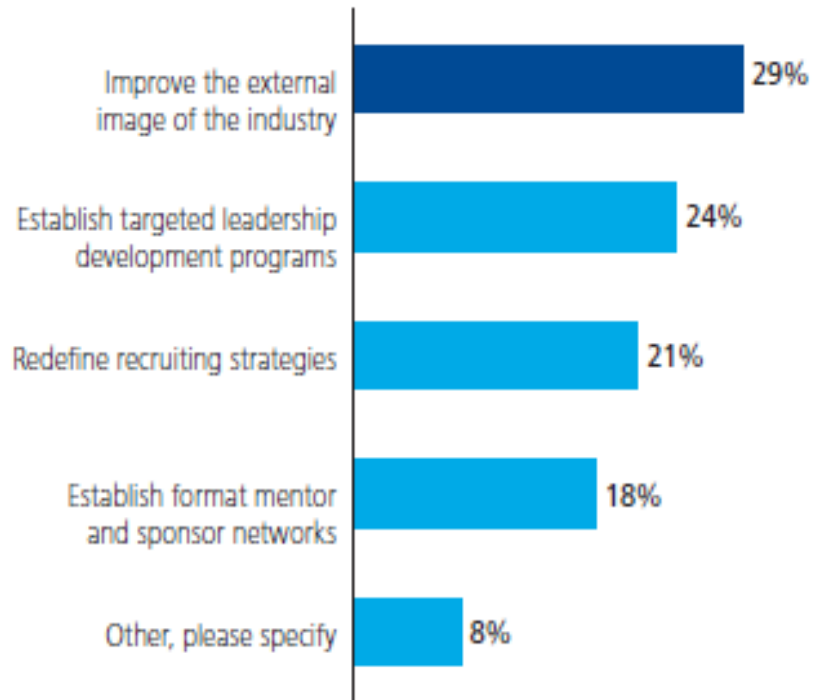 Improve the external
image of the industry
29%
Establish targeted leadership
development programs
24%
Redefine recruiting strategies
21%
Establish format mentor
and sponsor networks
18%
Other, please specify
8%